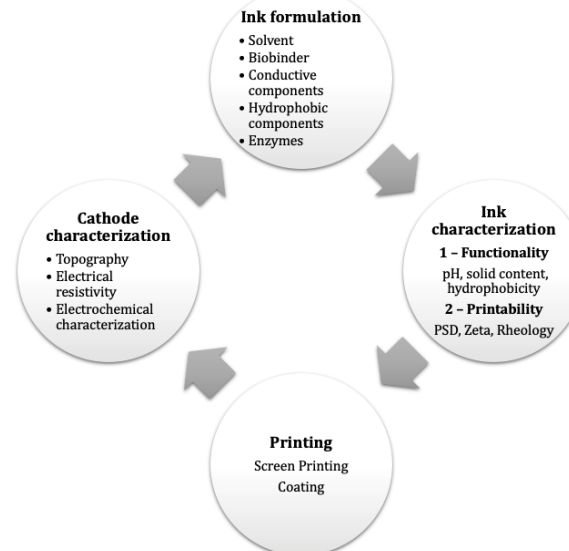 Ink formulation
• Solvent
• Biobinder
• Conductive
components
• Hydrophobic
components
• Enzymes
Ink
characterization
1 – Functionality
pH, solid content,
hydrophobicity
2 – Printability
PSD, Zeta, Rheology
Printing
Screen Printing
Coating
Cathode
characterization
• Topography
• Electrical
resistivity
• Electrochemical
characterization